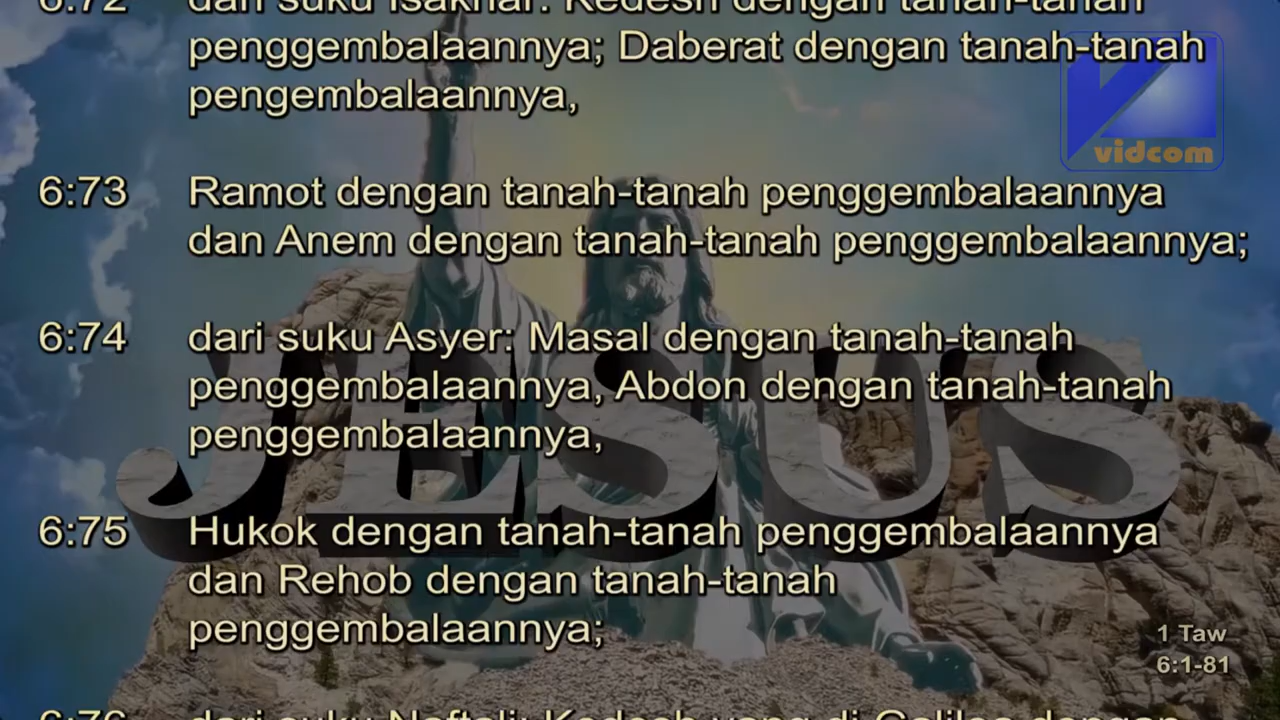 6:72 dari suku Isakhar: Kedesh dengan tanah-tanah
penggembalaannya; Daberat dengan tanah-tanah
pengembalaannya,
vidcom
6:73 Ramot dengan tanah-tanah penggembalaannya
dan Anem dengan tanah-tanah penggembalaannya;
6:74 dari suku Asyer: Masal dengan tanah-tanah
penggembalaannya, Abdon dengan tanah-tanah
penggembalaannya,
JESUS
6:75 Hukok dengan tanah-tanah penggembalaannya
dan Rehob dengan tanah-tanah
penggembalaannya;
1 Taw
6:1-81
6:76 dari suku Naftali: Kedesh yang di Galilea dengan